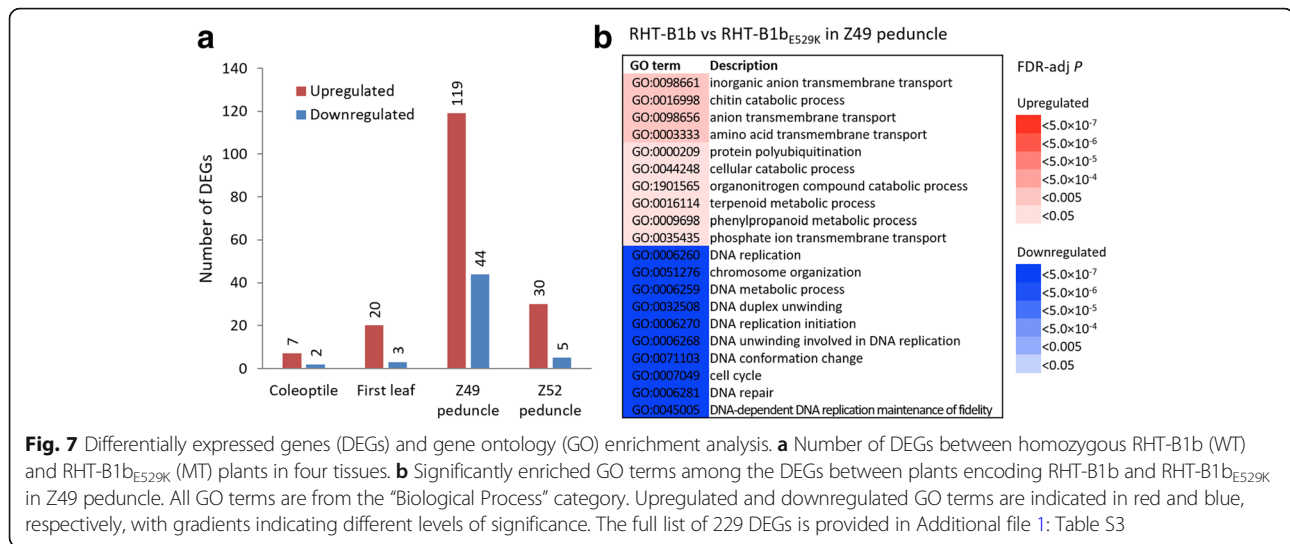 a
140
120
100
80
60
40
20
0
Number of DEGs
Upregulated
Downregulated
7
2
20
3
119
44
30
5
Coleoptile
First leaf
Z49 peduncle
Z52 peduncle
b RHT-B1b vs RHT-B1bE529K in Z49 peduncle
GO term Description
GO:0098661 inorganic anion transmembrane transport
GO:0016998 chitin catabolic process
GO:0098656 anion transmembrane transport
GO:0003333 amino acid transmembrane transport
GO:0000209 protein polyubiquitination
GO:0044248 cellular catabolic process
GO:1901565 organonitrogen compound catabolic process
GO:0016114 terpenoid metabolic process
GO:0009698 phenylpropanoid metabolic process
GO:0035435 phosphate ion transmembrane transport
GO:0006260 DNA replication
GO:0051276 chromosome organization
GO:0006259 DNA metabolic process
GO:0032508 DNA duplex unwinding
GO:0006270 DNA replication initiation
GO:0006268 DNA unwinding involved in DNA replication
GO:0071103 DNA conformation change
GO:0007049 cell cycle
GO:0006281 DNA repair
GO:0045005 DNA-dependent DNA replication maintenance of fidelity
FDR-adj P
Upregulated
<5.0×10⁻⁷
<5.0×10⁻⁶
<5.0×10⁻⁵
<5.0×10⁻⁴
<0.005
<0.05
Downregulated
<5.0×10⁻⁷
<5.0×10⁻⁶
<5.0×10⁻⁵
<5.0×10⁻⁴
<0.005
<0.05
Fig. 7 Differentially expressed genes (DEGs) and gene ontology (GO) enrichment analysis. a Number of DEGs between homozygous RHT-B1b (WT)
and RHT-B1bE529K (MT) plants in four tissues. b Significantly enriched GO terms among the DEGs between plants encoding RHT-B1b and RHT-B1bE529K
in Z49 peduncle. All GO terms are from the “Biological Process” category. Upregulated and downregulated GO terms are indicated in red and blue,
respectively, with gradients indicating different levels of significance. The full list of 229 DEGs is provided in Additional file 1: Table S3